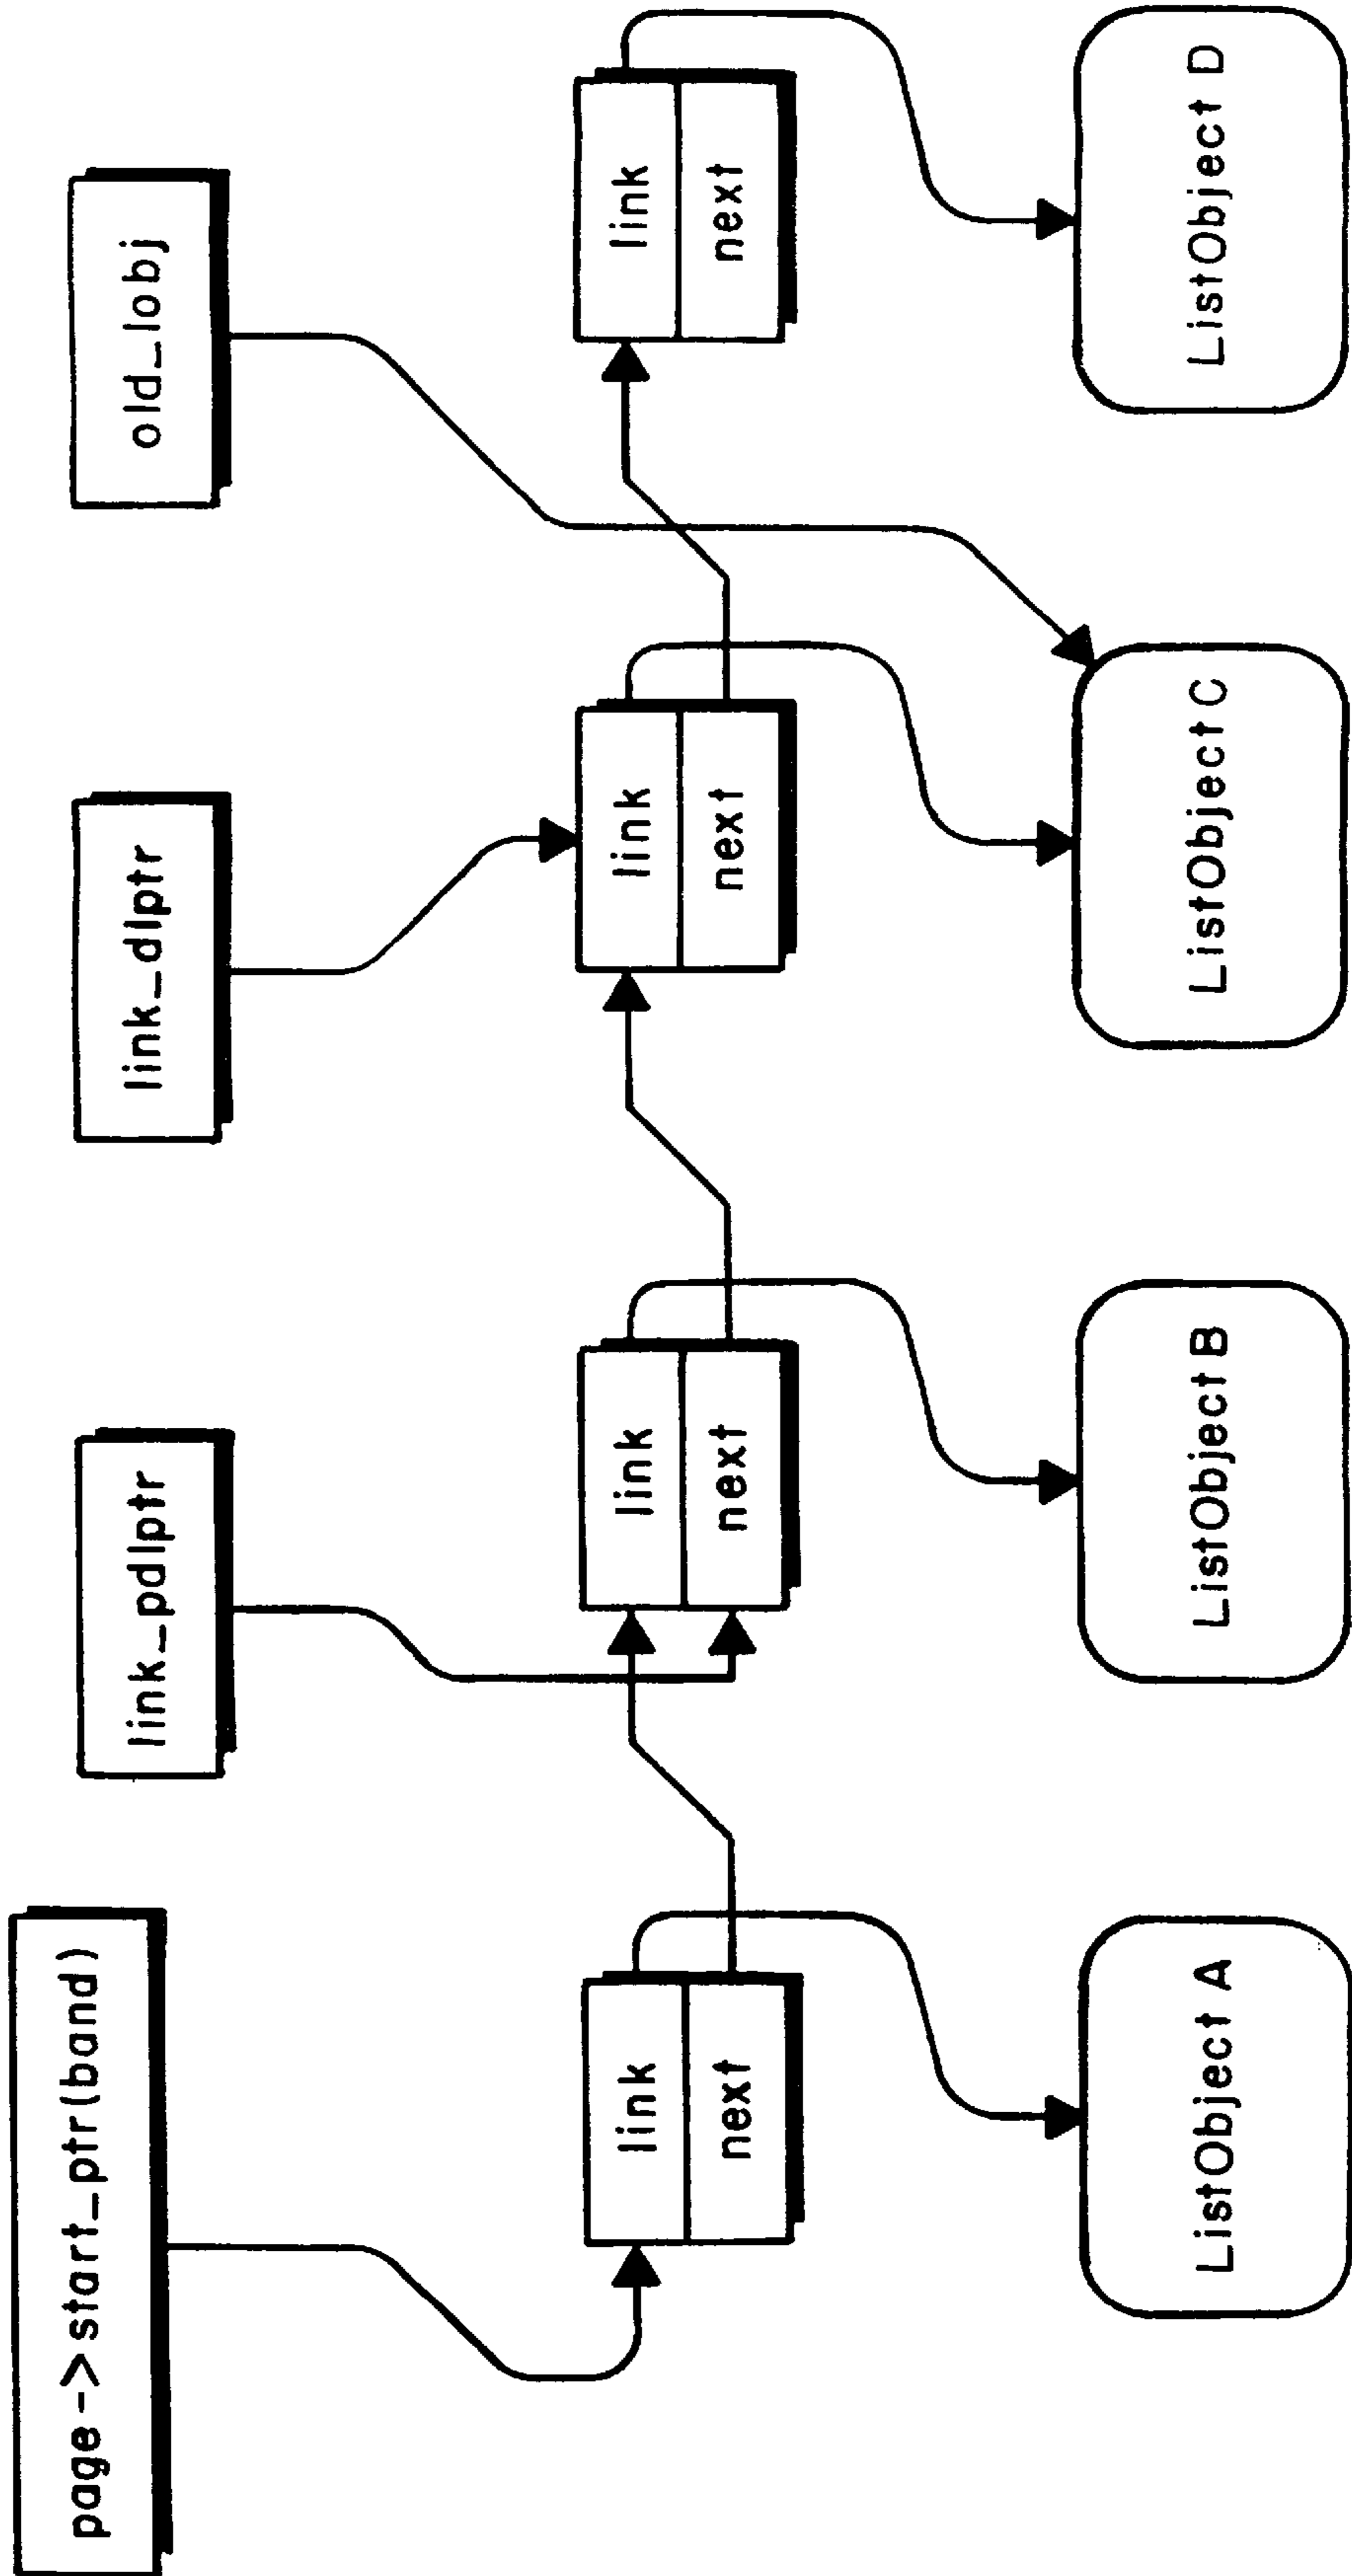 page->start_ptr(band)
link_pdlptr
link_dlptr
old_lobj
link
next
link
next
link
next
link
next
ListObject A
ListObject B
ListObject C
ListObject D